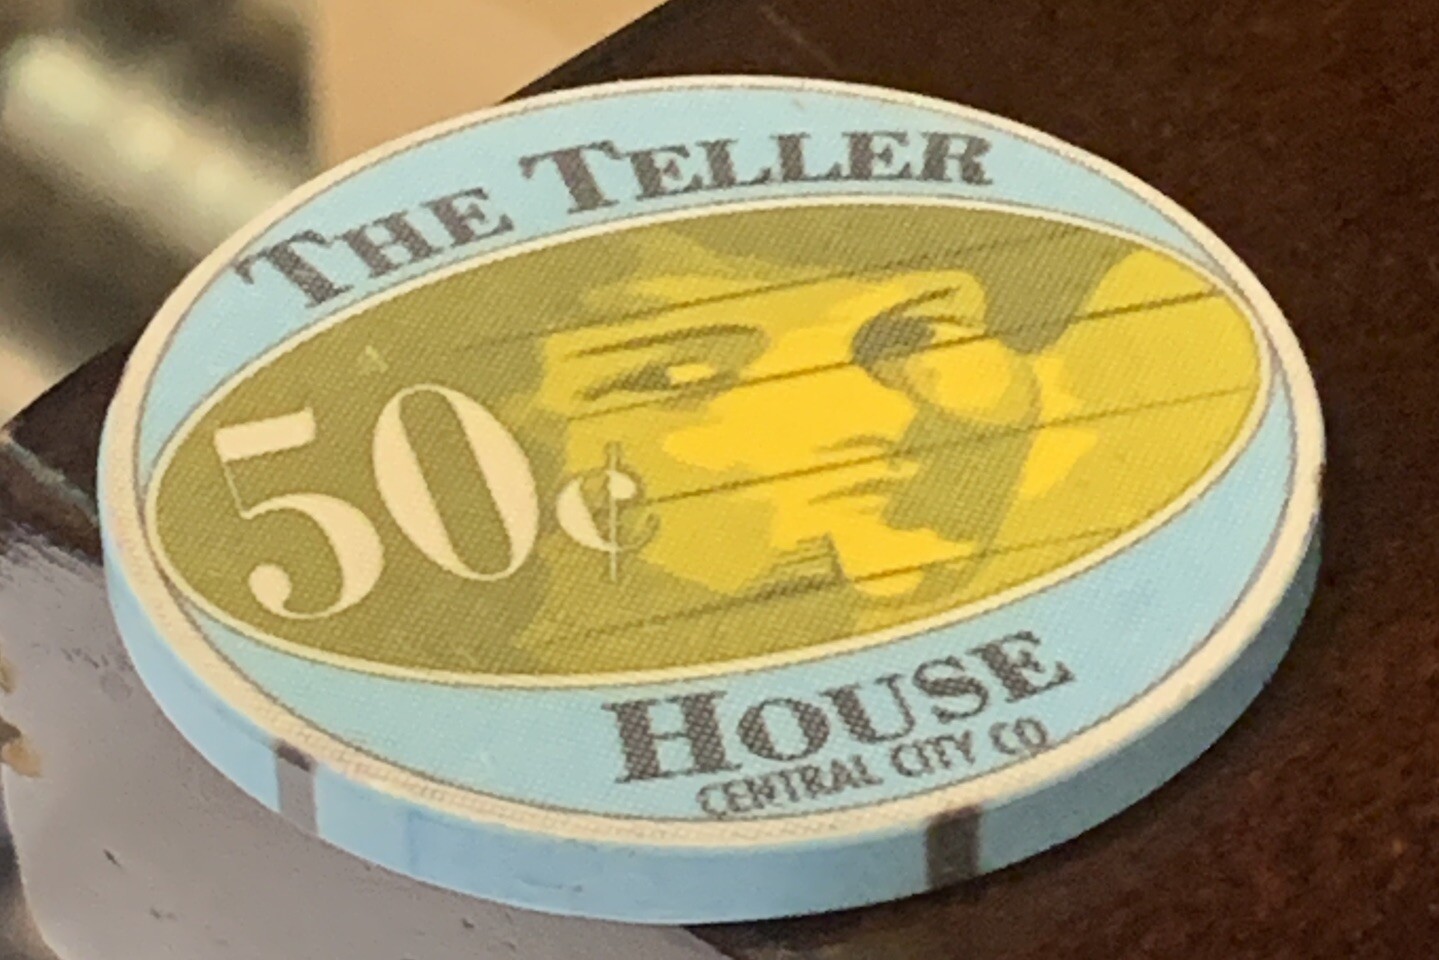 THE TELLER
50¢
HOUSE
CENTRAL CITY CO